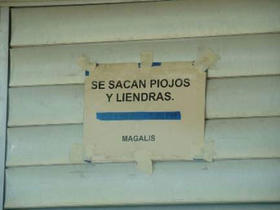 SE SACAN PIOJOS
Y LIENDRAS.
MAGALIS